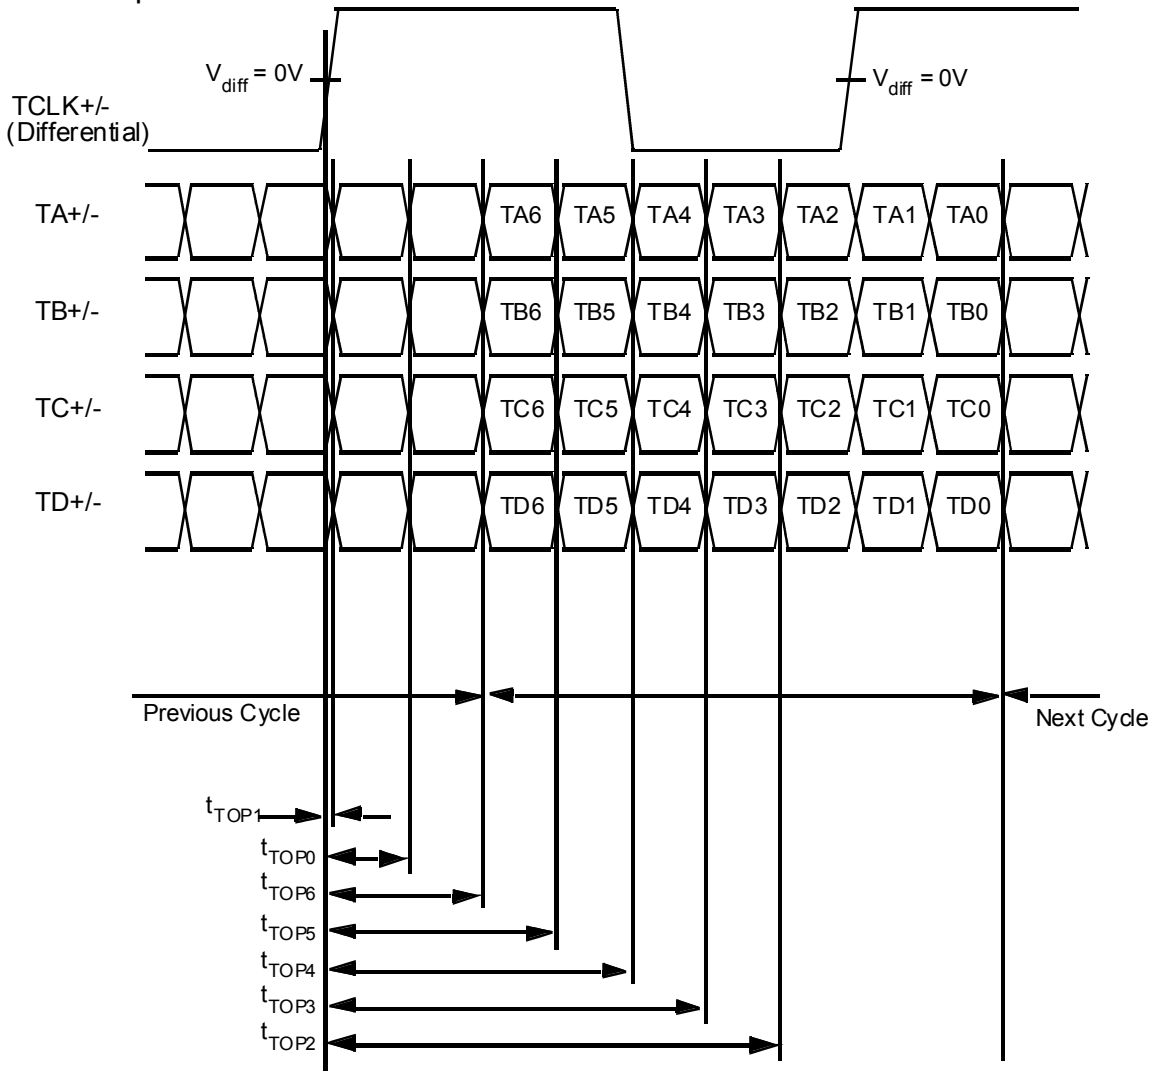 V_diff = 0V
V_diff = 0V
TCLK+/-
(Differential)
TA+/- TA6 TA5 TA4 TA3 TA2 TA1 TA0
TB+/- TB6 TB5 TB4 TB3 TB2 TB1 TB0
TC+/- TC6 TC5 TC4 TC3 TC2 TC1 TC0
TD+/- TD6 TD5 TD4 TD3 TD2 TD1 TD0
Previous Cycle
Next Cycle
t_TOP1
t_TOP0
t_TOP6
t_TOP5
t_TOP4
t_TOP3
t_TOP2